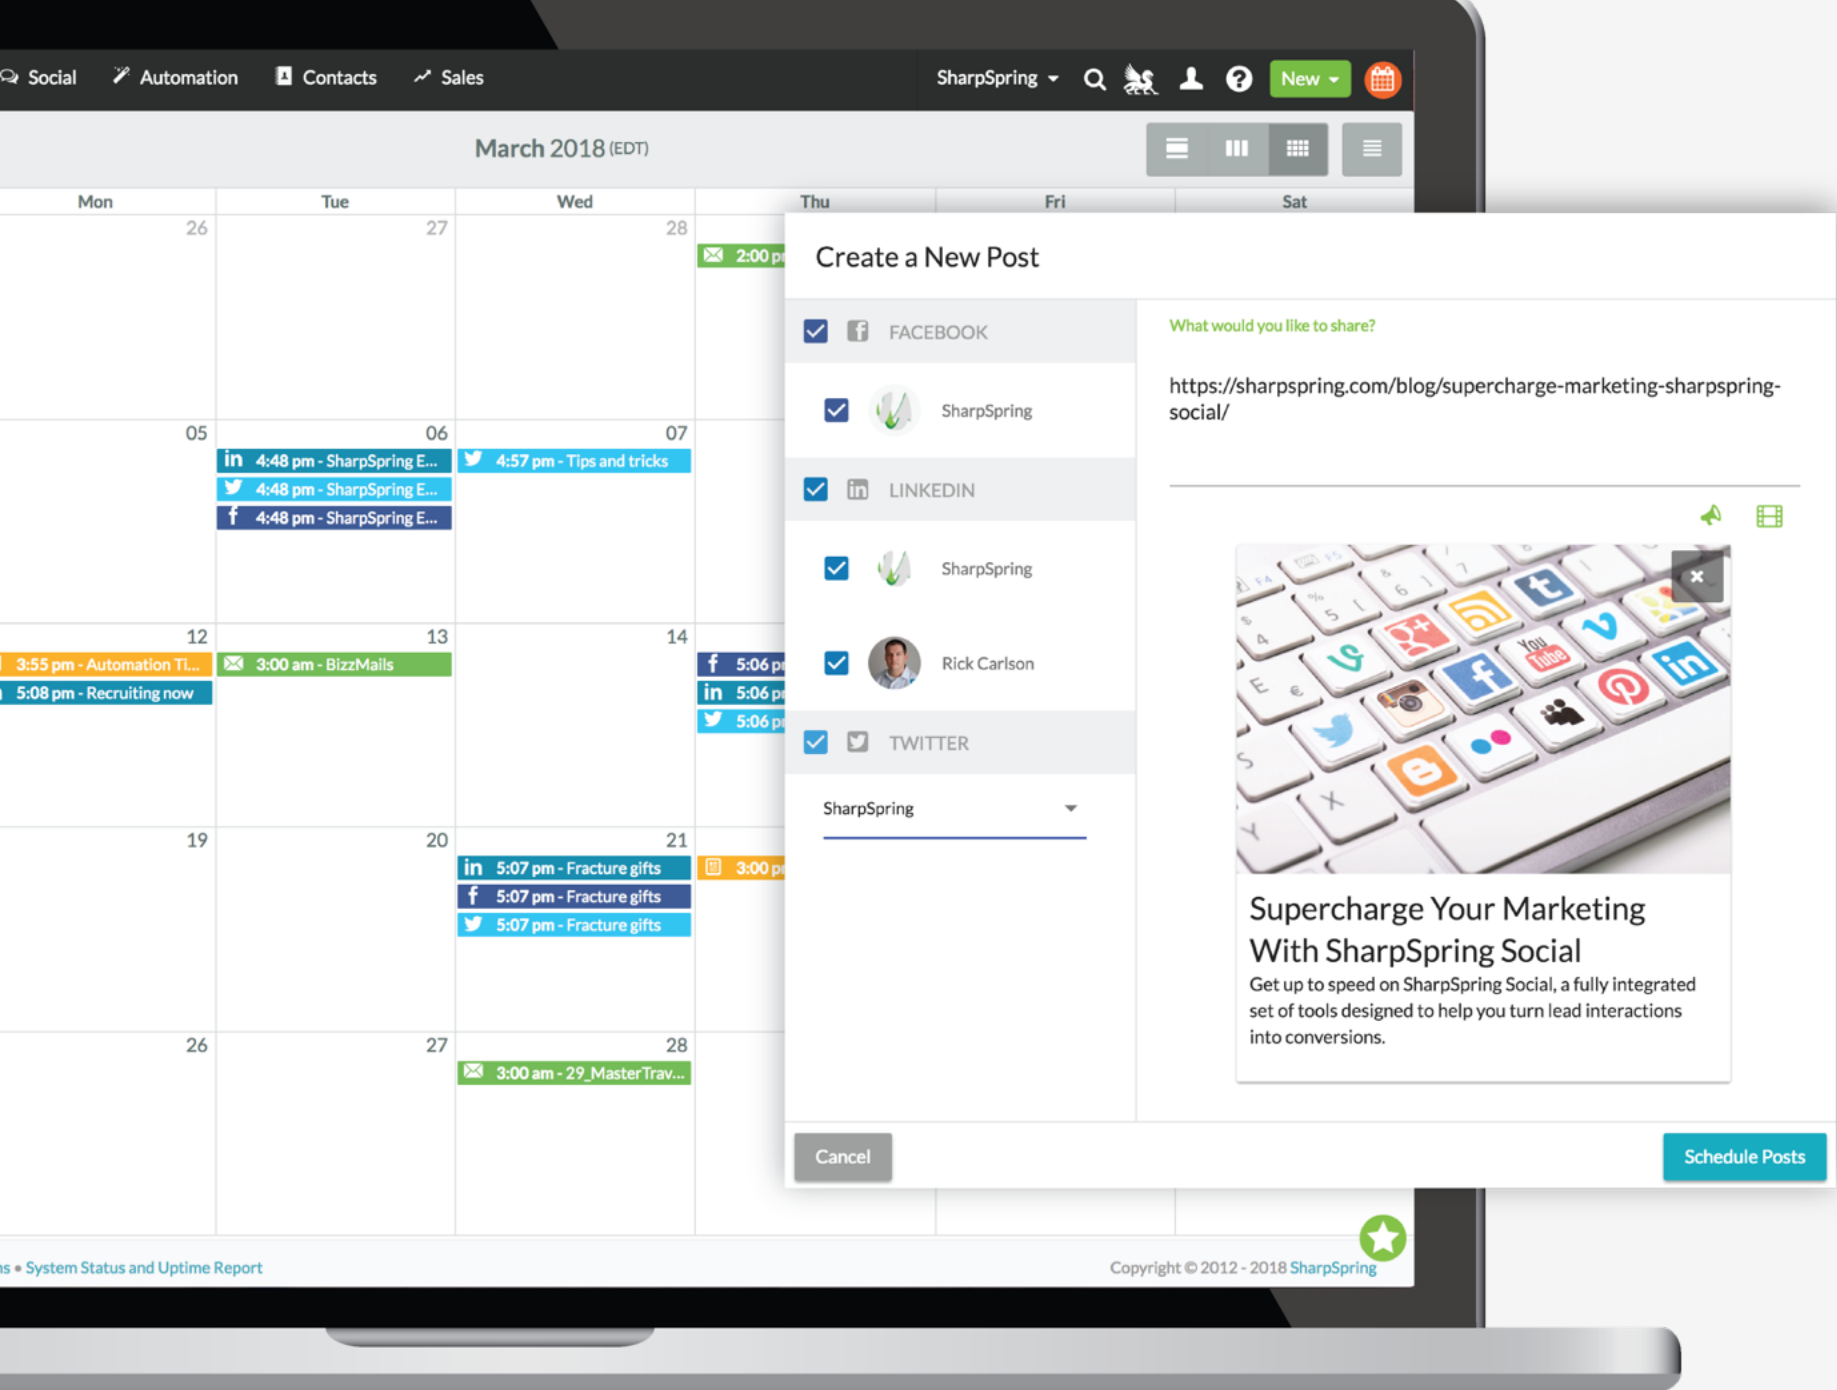 Social
Automation
Contacts
Sales
SharpSpring
New
March 2018 (EDT)
Mon
Tue
Wed
Thu
Fri
Sat
26
27
28
2:00
05
06
07
in 4:48 pm - SharpSpring E...
4:48 pm - SharpSpring E...
f 4:48 pm - SharpSpring E...
4:57 pm - Tips and tricks
12
13
14
3:55 pm - Automation Ti...
5:08 pm - Recruiting now
3:00 am - BizzMails
f 5:06
in 5:06
5:06
19
20
21
in 5:07 pm - Fracture gifts
f 5:07 pm - Fracture gifts
5:07 pm - Fracture gifts
3:00
26
27
28
3:00 am - 29_MasterTrav...
Create a New Post
FACEBOOK
SharpSpring
LINKEDIN
SharpSpring
Rick Carlson
TWITTER
SharpSpring
What would you like to share?
https://sharpspring.com/blog/supercharge-marketing-sharpspring-
social/
You
Tube
in
Supercharge Your Marketing
With SharpSpring Social
Get up to speed on SharpSpring Social, a fully integrated
set of tools designed to help you turn lead interactions
into conversions.
Cancel
Schedule Posts
• System Status and Uptime Report
Copyright © 2012 - 2018 SharpSpring